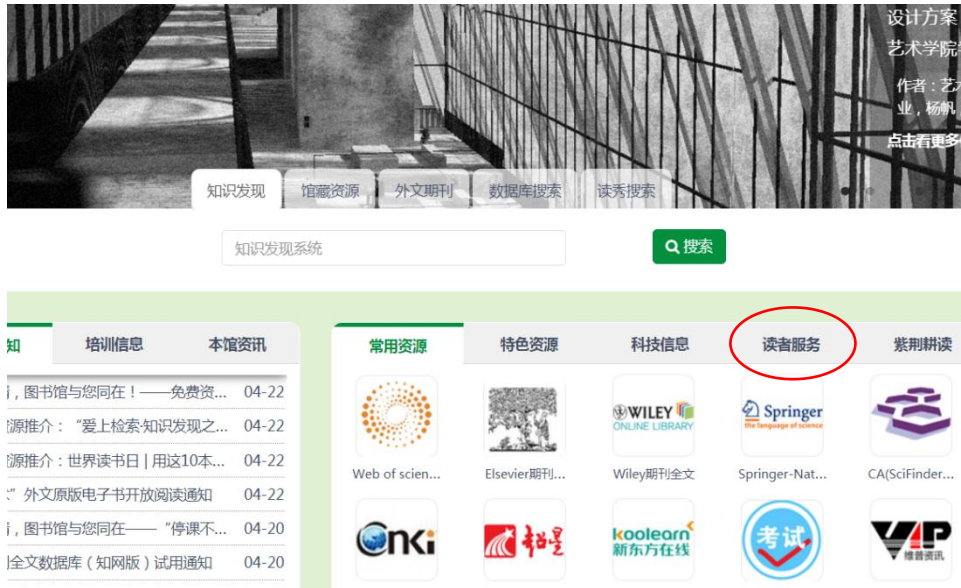 设计方案
艺术学院
作者：艺
业，杨帆
点击看更多
知识发现 馆藏资源 外文期刊 数据库搜索 读秀搜索
知识发现系统 搜索
知 培训信息 本馆资讯
，图书馆与您同在！——免费资... 04-22
源推介：“爱上检索·知识发现之... 04-22
源推介：世界读书日 | 用这10本... 04-22
”外文原版电子书开放阅读通知 04-22
，图书馆与您同在——“停课不... 04-20
全文数据库（知网版）试用通知 04-20
常用资源 特色资源 科技信息 读者服务 紫荆耕读
WILEY
ONLINE LIBRARY
Springer
the language of science
Web of scien... Elsevier期刊... Wiley期刊全文 Springer-Nat... CA(SciFinder...
cnki
koolearn
新东方在线
考试
VIP
维普资讯